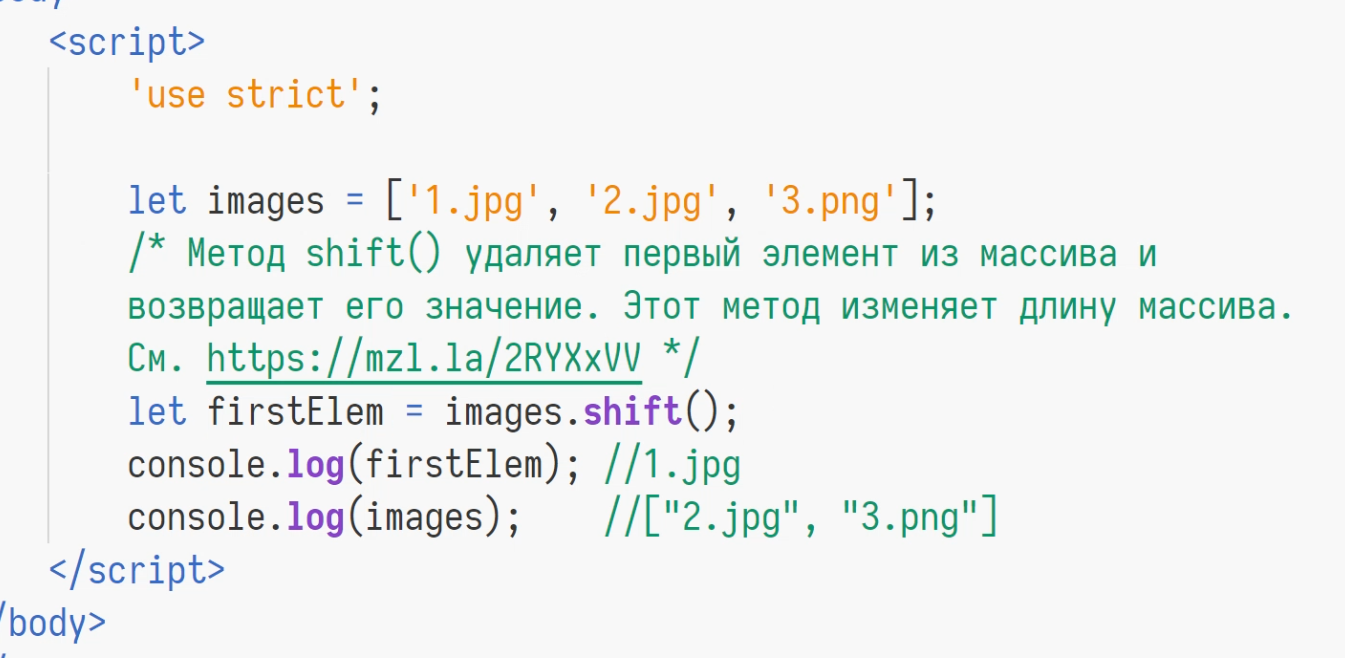 <script>
'use strict';
let images = ['1.jpg', '2.jpg', '3.png'];
/* Метод shift() удаляет первый элемент из массива и
возвращает его значение. Этот метод изменяет длину массива.
См. https://mzl.la/2RYXxVV */
let firstElem = images.shift();
console.log(firstElem); //1.jpg
console.log(images);    //["2.jpg", "3.png"]
</script>
/body>